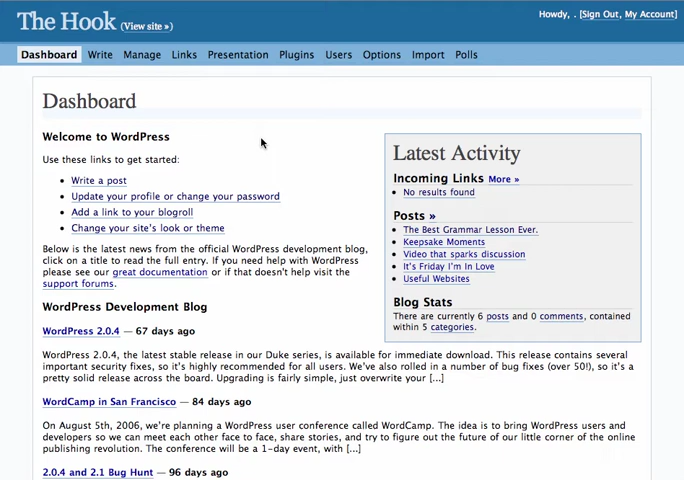 The Hook (View site »)
Howdy, . [Sign Out, My Account]
Dashboard Write Manage Links Presentation Plugins Users Options Import Polls
Dashboard
Welcome to WordPress
Use these links to get started:
• Write a post
• Update your profile or change your password
• Add a link to your blogroll
• Change your site's look or theme
Below is the latest news from the official WordPress development blog,
click on a title to read the full entry. If you need help with WordPress
please see our great documentation or if that doesn't help visit the
support forums.
Latest Activity
Incoming Links More »
• No results found
Posts »
• The Best Grammar Lesson Ever.
• Keepsake Moments
• Video that sparks discussion
• It's Friday I'm In Love
• Useful Websites
Blog Stats
There are currently 6 posts and 0 comments, contained
within 5 categories.
WordPress Development Blog
WordPress 2.0.4 — 67 days ago
WordPress 2.0.4, the latest stable release in our Duke series, is available for immediate download. This release contains several
important security fixes, so it's highly recommended for all users. We've also rolled in a number of bug fixes (over 50!), so it's a
pretty solid release across the board. Upgrading is fairly simple, just overwrite your [...]
WordCamp in San Francisco — 84 days ago
On August 5th, 2006, we're planning a WordPress user conference called WordCamp. The idea is to bring WordPress users and
developers so we can meet each other face to face, share stories, and try to figure out the future of our little corner of the online
publishing revolution. The conference will be a 1-day event, with [...]
2.0.4 and 2.1 Bug Hunt — 96 days ago